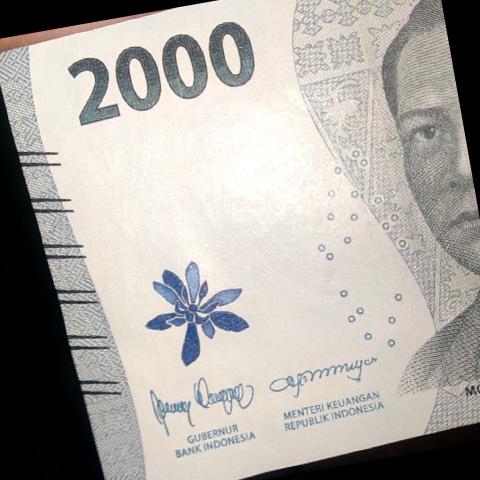 2000
GUBERNUR
BANK INDONESIA
MENTERI KEUANGAN
REPUBLIK INDONESIA